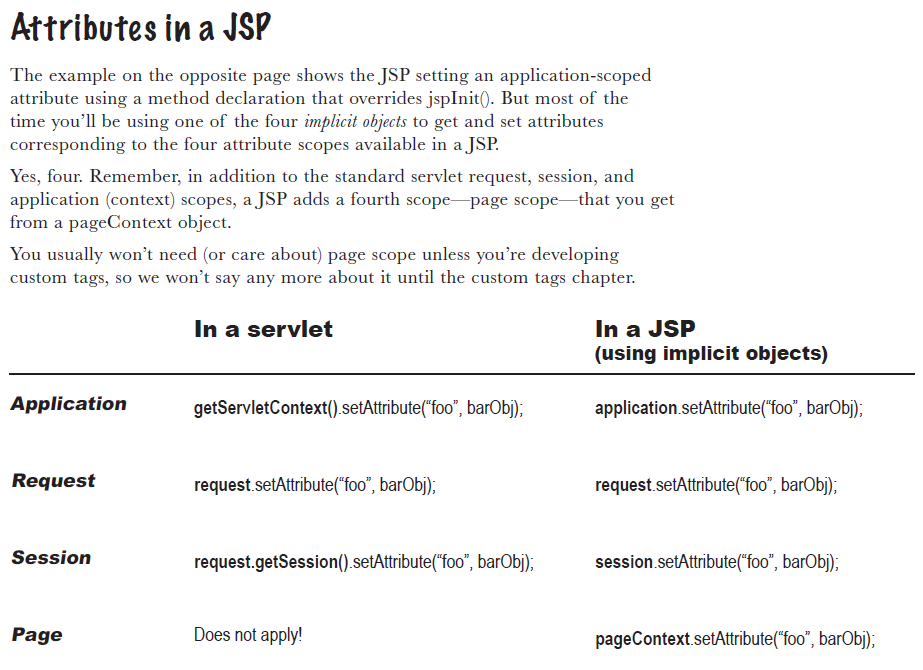 Attributes in a JSP
The example on the opposite page shows the JSP setting an application-scoped
attribute using a method declaration that overrides jspInit(). But most of the
time you’ll be using one of the four implicit objects to get and set attributes
corresponding to the four attribute scopes available in a JSP.
Yes, four. Remember, in addition to the standard servlet request, session, and
application (context) scopes, a JSP adds a fourth scope—page scope—that you get
from a pageContext object.
You usually won’t need (or care about) page scope unless you’re developing
custom tags, so we won’t say any more about it until the custom tags chapter.
In a servlet In a JSP
(using implicit objects)
Application getServletContext().setAttribute(“foo”, barObj); application.setAttribute(“foo”, barObj);
Request request.setAttribute(“foo”, barObj); request.setAttribute(“foo”, barObj);
Session request.getSession().setAttribute(“foo”, barObj); session.setAttribute(“foo”, barObj);
Page Does not apply! pageContext.setAttribute(“foo”, barObj);